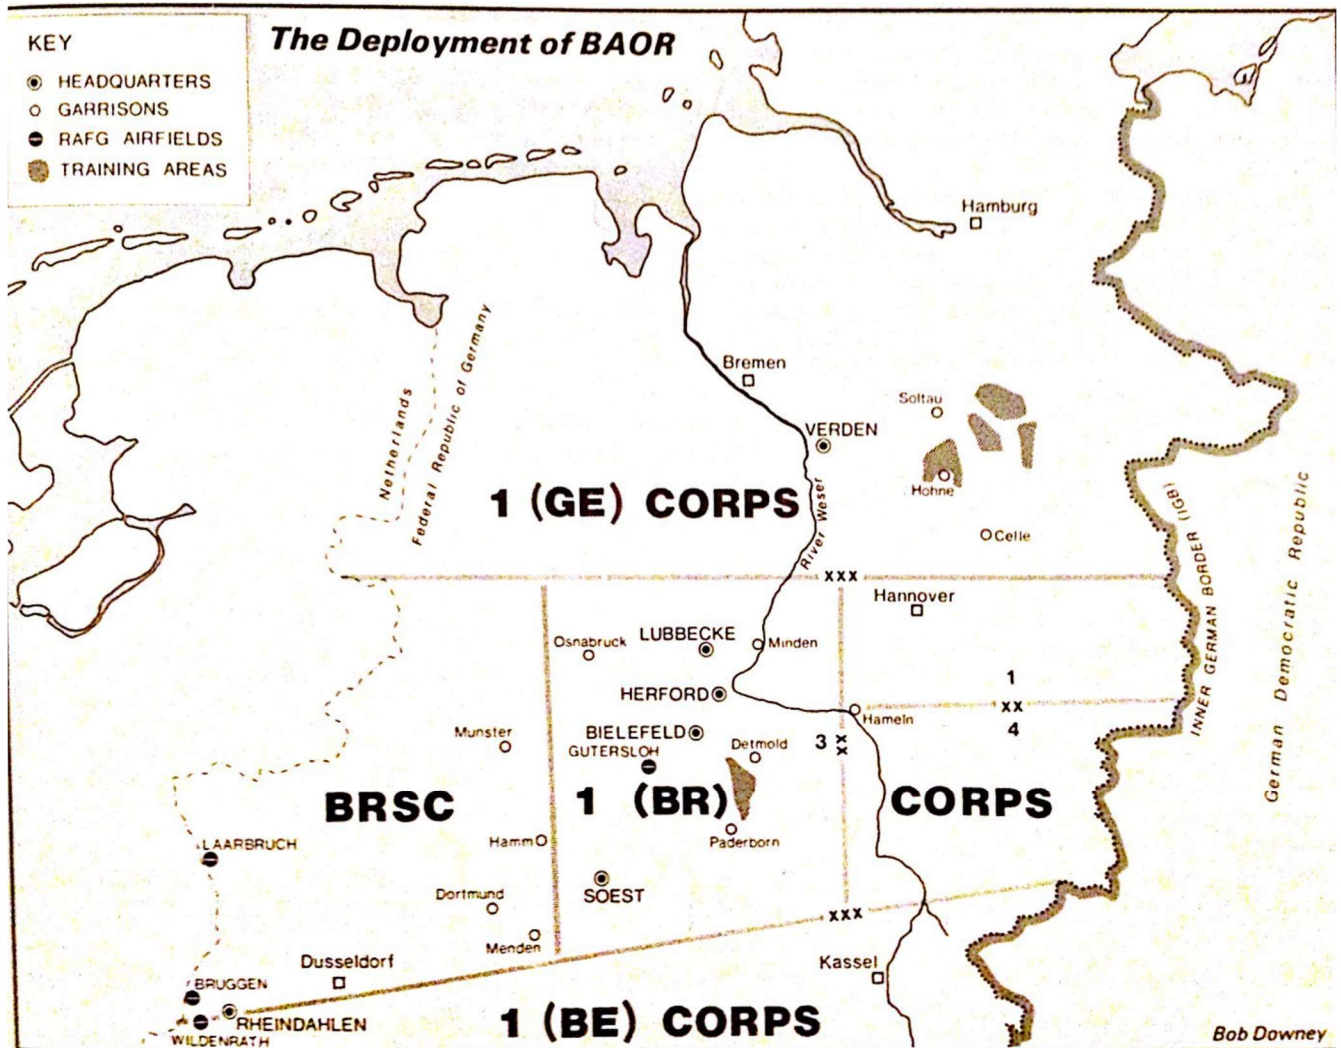 The Deployment of BAOR
KEY
HEADQUARTERS
GARRISONS
RAFG AIRFIELDS
TRAINING AREAS
Hamburg
Netherlands
Federal Republic of Germany
Bremen
Soltau
VERDEN
Hohne
1 (GE) CORPS
River Weser
Celle
INNER GERMAN BORDER (IGB)
German Democratic Republic
XXX
Hannover
Osnabruck
LUBBECKE
Minden
HERFORD
1
XX
4
Hameln
Munster
BIELEFELD
GUTERSLOH
Detmold
3 XX
BRSC
1 (BR)
CORPS
Hamm
Paderborn
LAARBRUCH
SOEST
Dortmund
XXX
Menden
Dusseldorf
Kassel
BRUGGEN
RHEINDAHLEN
WILDENRATH
1 (BE) CORPS
Bob Downey